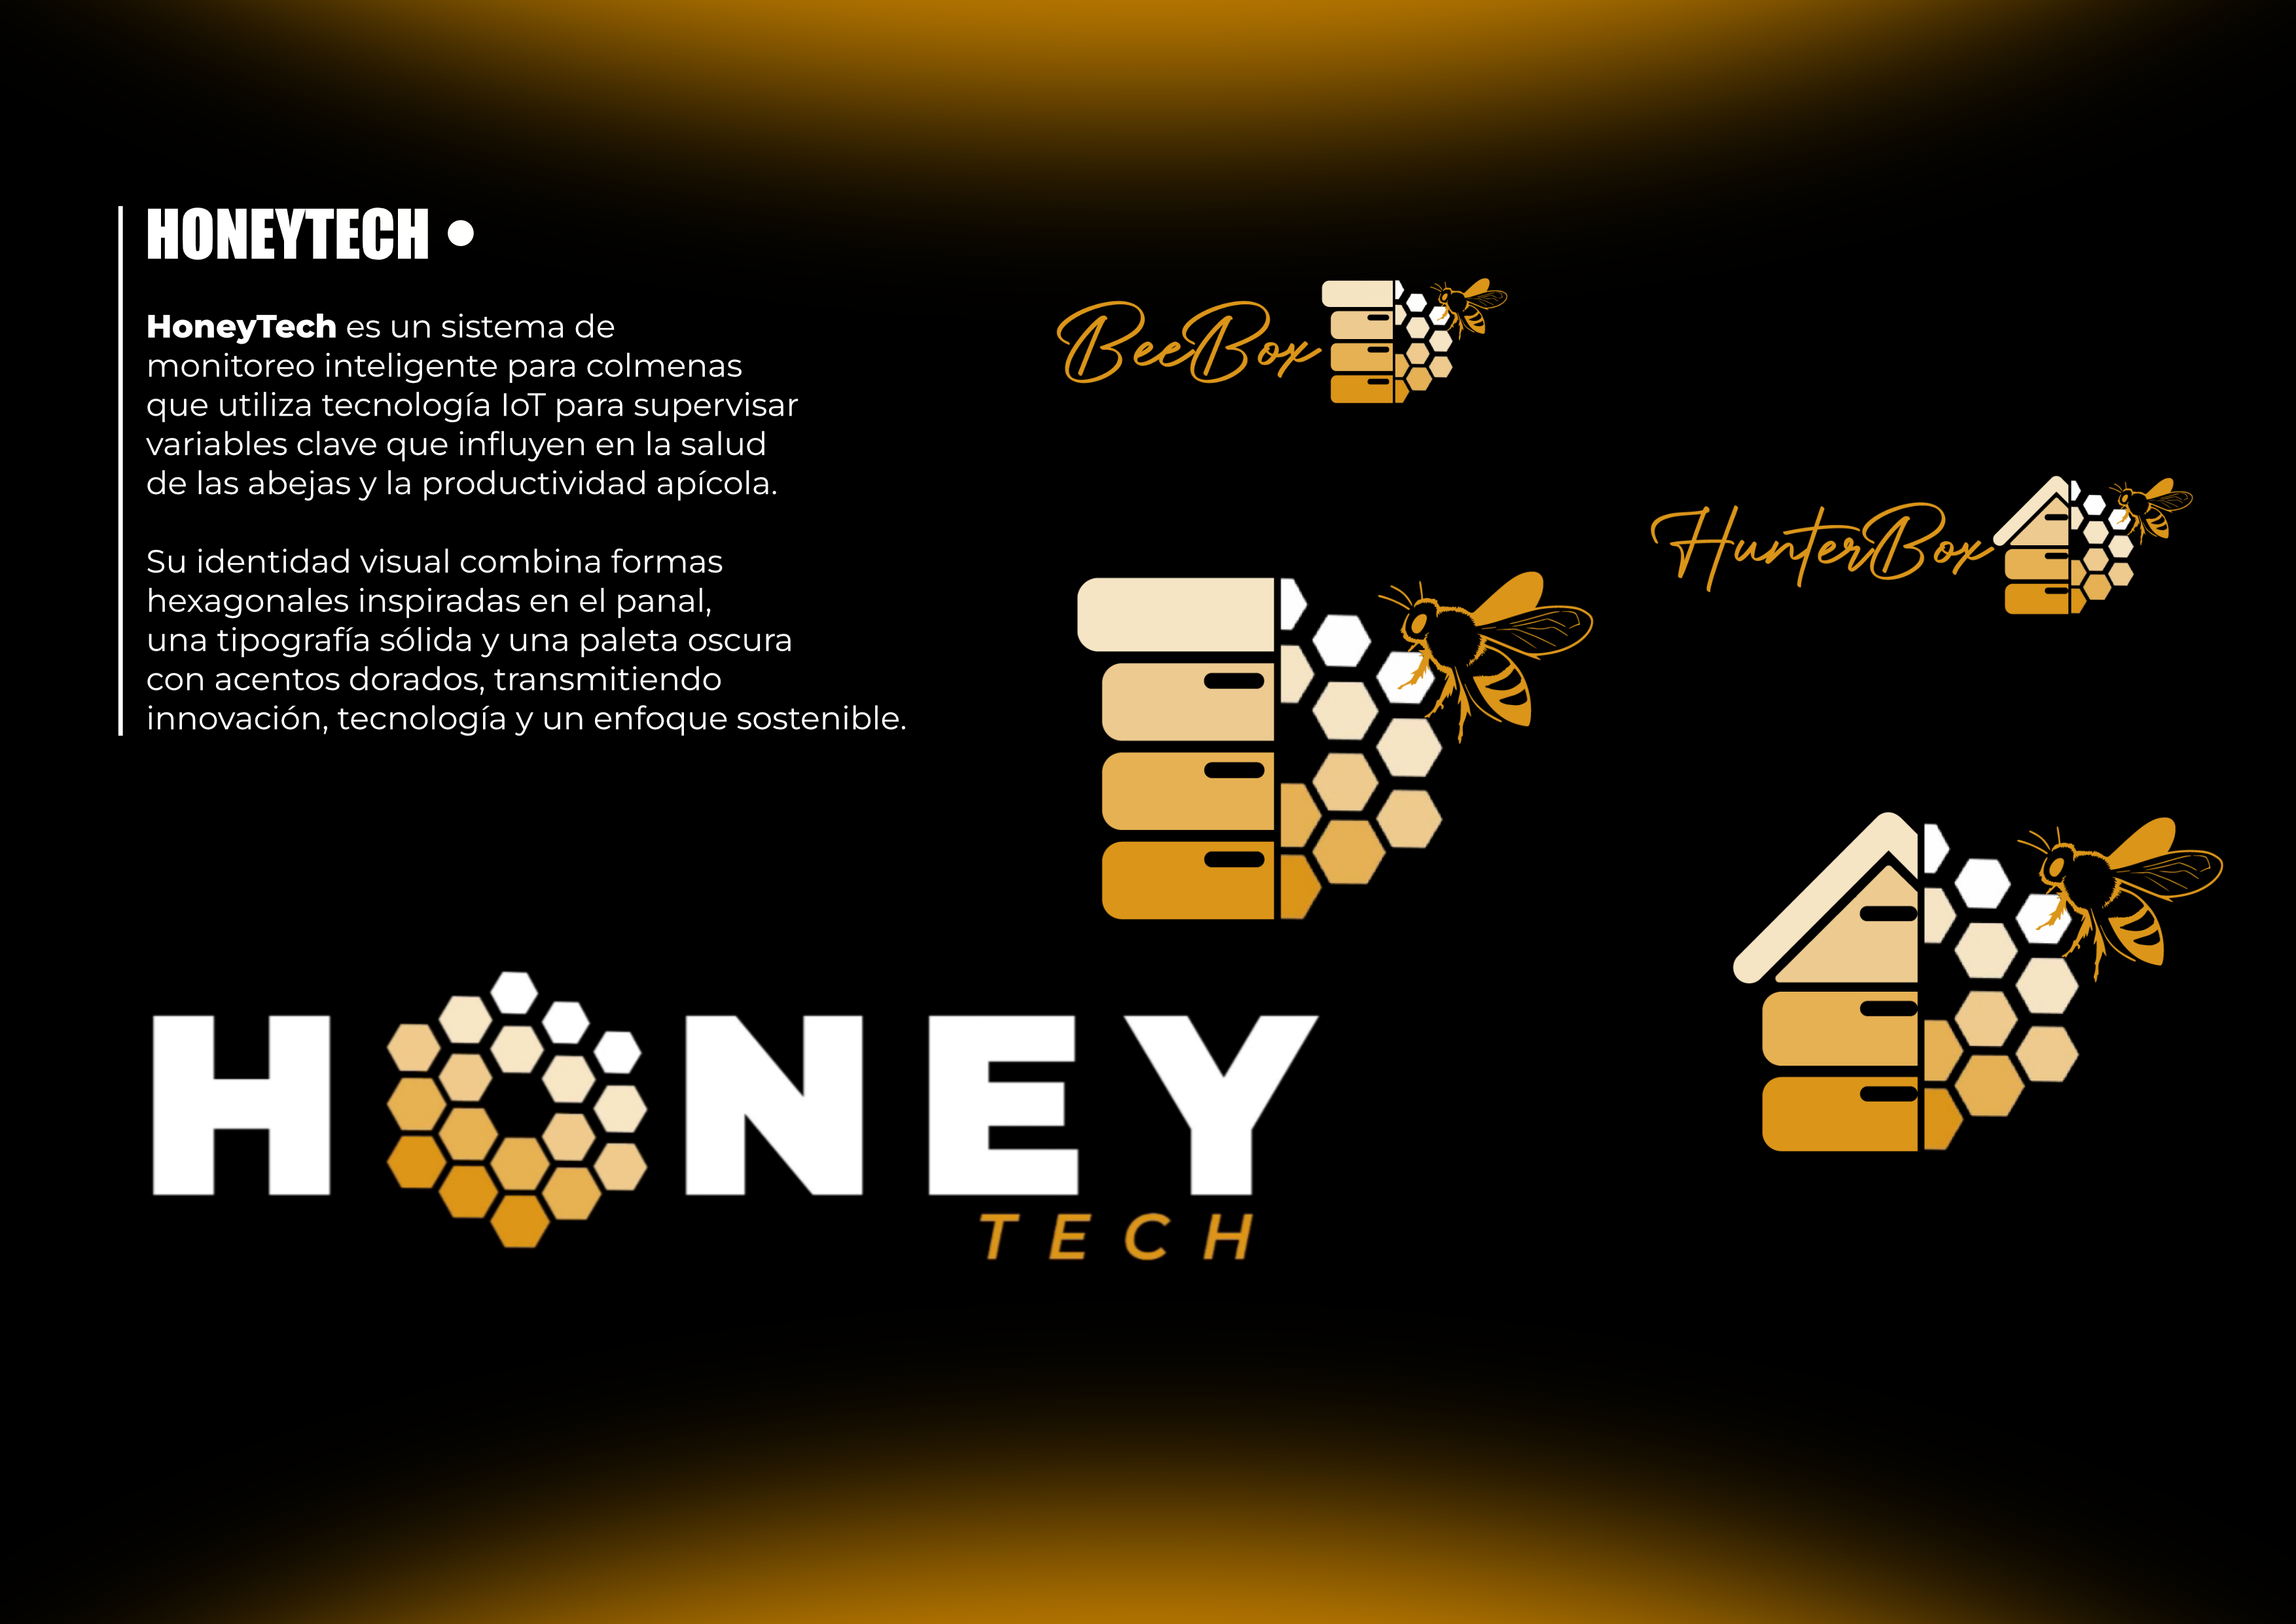 HONEYTECH •
HoneyTech es un sistema de
monitoreo inteligente para colmenas
que utiliza tecnología IoT para supervisar
variables clave que influyen en la salud
de las abejas y la productividad apícola.
Su identidad visual combina formas
hexagonales inspiradas en el panal,
una tipografía sólida y una paleta oscura
con acentos dorados, transmitiendo
innovación, tecnología y un enfoque sostenible.
BeeBox
HunterBox
HONEY
TECH